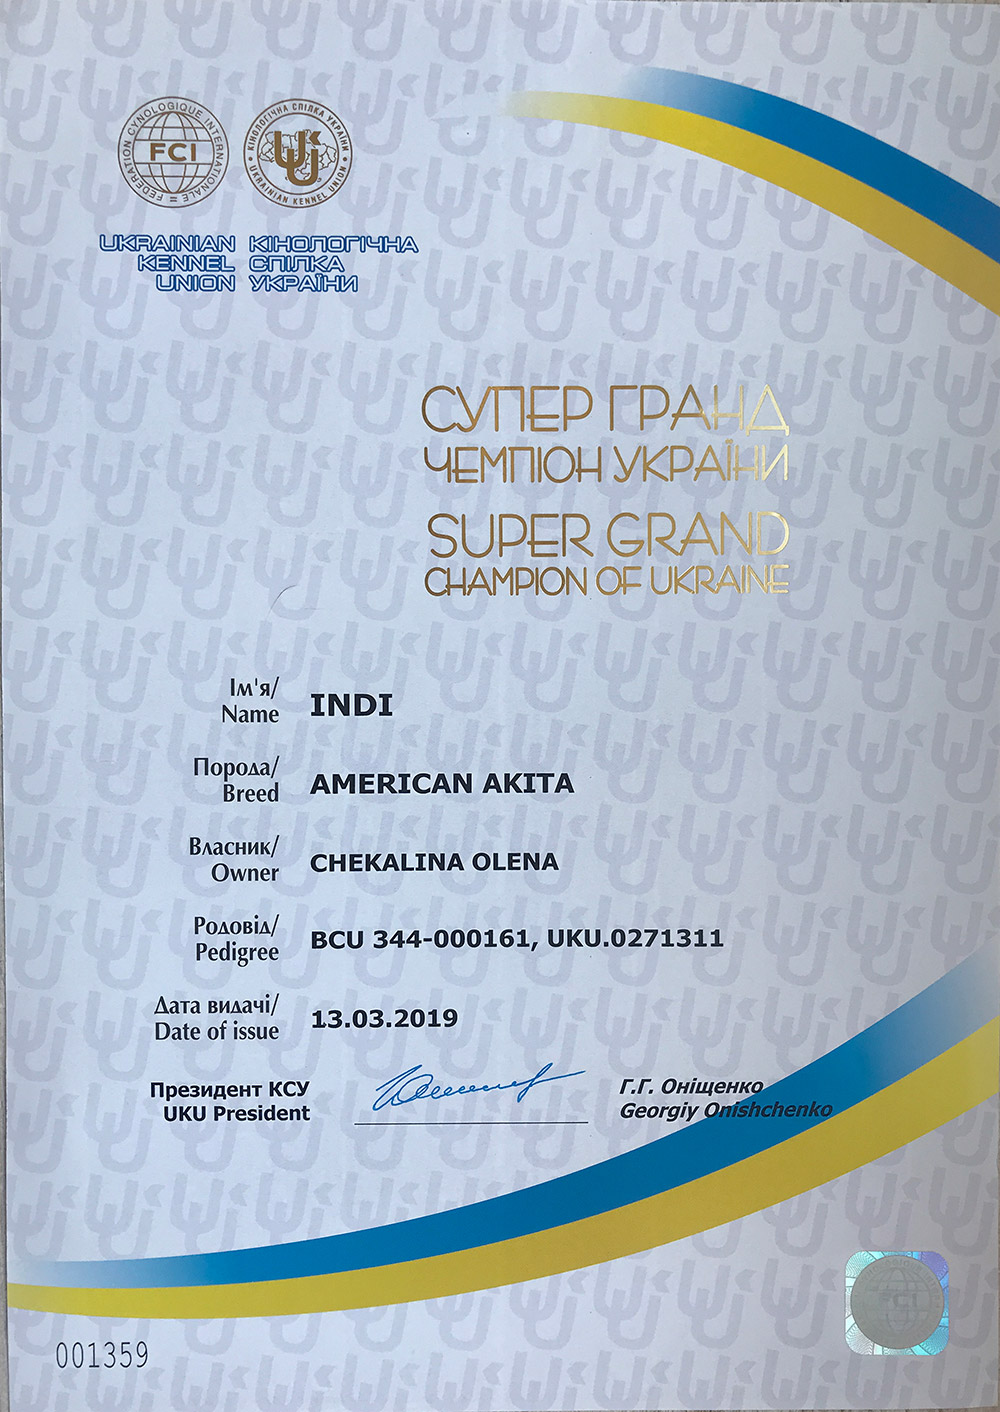 FEDERATION CYNOLOGIQUE INTERNATIONALE
FCI
КІНОЛОГІЧНА СПІЛКА УКРАЇНИ
UKU
UKRAINIAN KENNEL UNION
UKRAINIAN КІНОЛОГІЧНА
KENNEL СПІЛКА
UNION УКРАЇНИ
СУПЕР ГРАНД
ЧЕМПІОН УКРАЇНИ
SUPER GRAND
CHAMPION OF UKRAINE
Ім'я/
Name INDI
Порода/
Breed AMERICAN AKITA
Власник/
Owner CHEKALINA OLENA
Родовід/
Pedigree BCU 344-000161, UKU.0271311
Дата видачі/
Date of issue 13.03.2019
Президент КСУ Г.Г. Оніщенко
UKU President Georgiy Onishchenko
FCI
001359